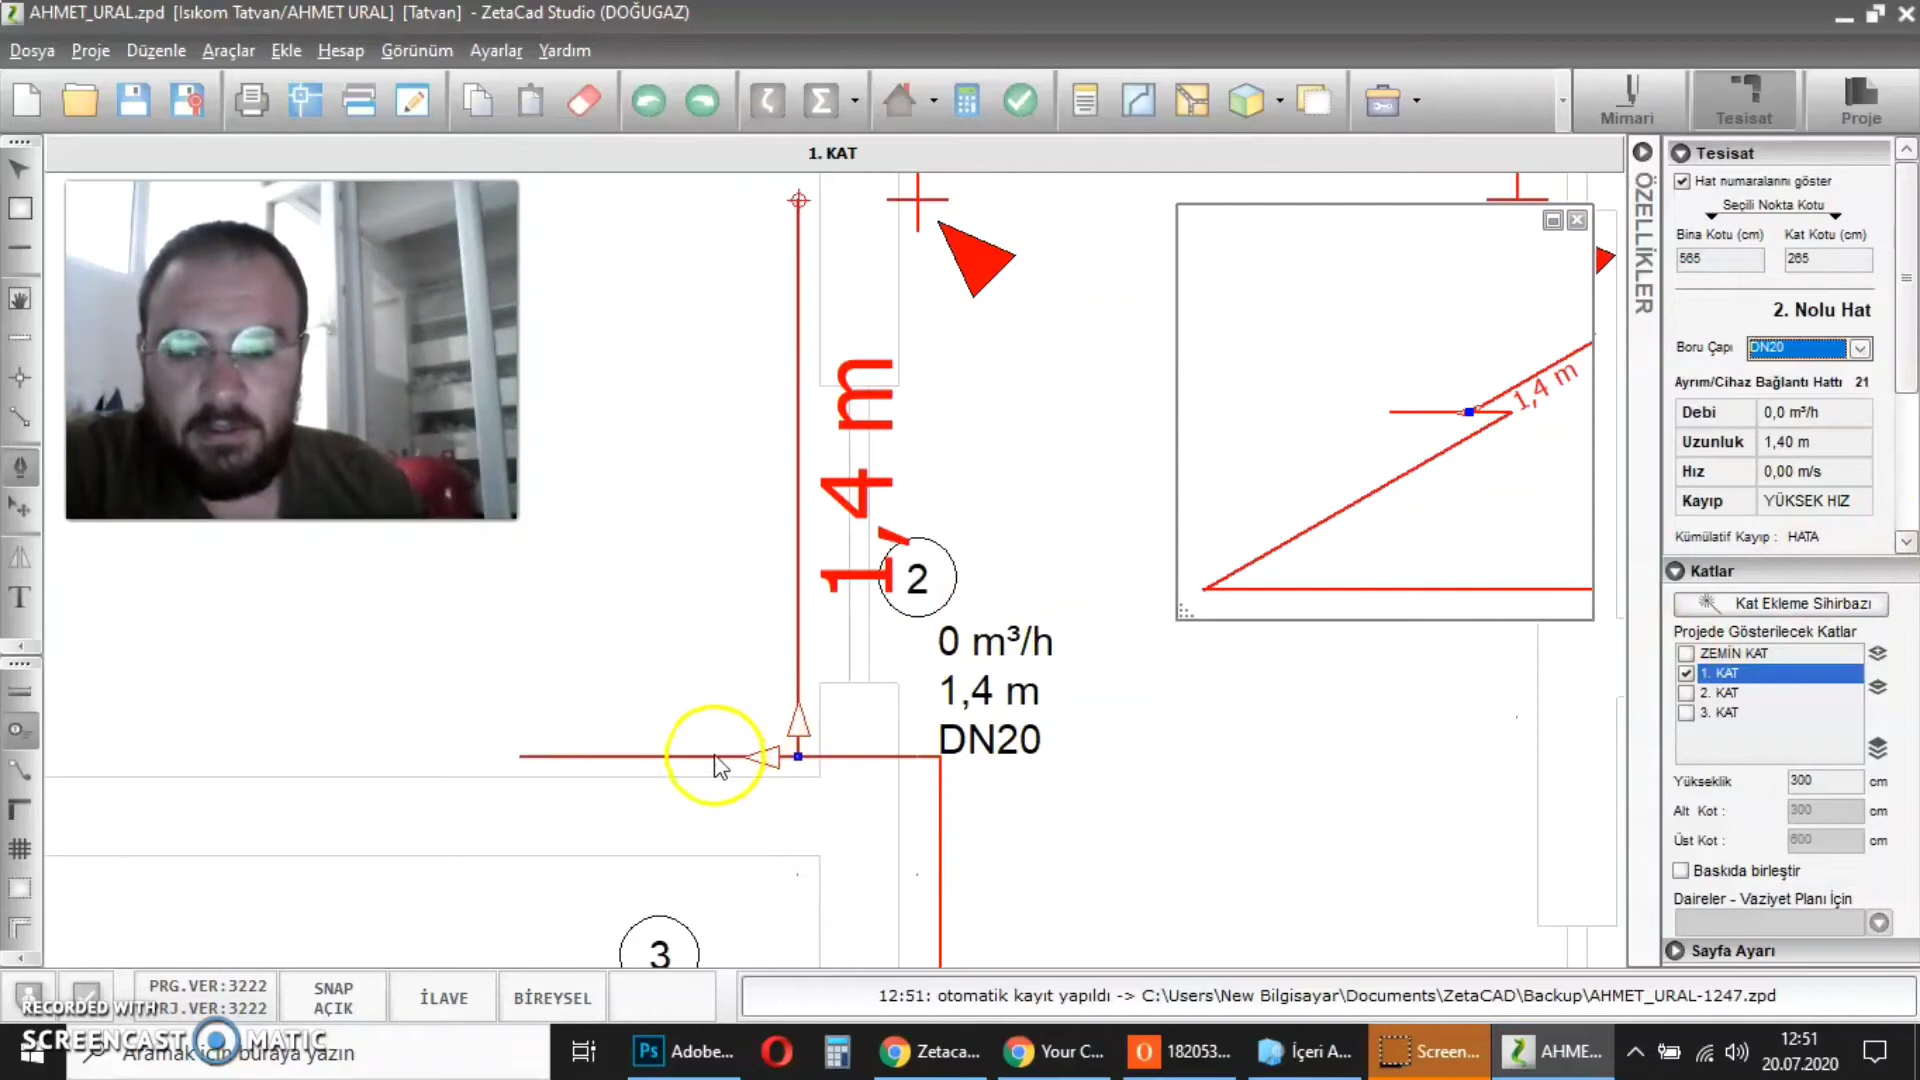 AHMET_URAL.zpd [Isıkom Tatvan/AHMET URAL] [Tatvan] - ZetaCad Studio (DOĞUGAZ)
Dosya Proje Düzenle Araçlar Ekle Hesap Görünüm Ayarlar Yardım
Mimari Tesisat Proje
1. KAT
1,4 m
2
0 m³/h
1,4 m
DN20
3
1,4 m
ÖZELLİKLER
Tesisat
Hat numaralarını göster
Seçili Nokta Kotu
Bina Kotu (cm) Kat Kotu (cm)
565 265
2. Nolu Hat
Boru Çapı DN20
Ayrım/Cihaz Bağlantı Hattı 21
Debi 0,0 m³/h
Uzunluk 1,40 m
Hız 0,00 m/s
Kayıp YÜKSEK HIZ
Kümülatif Kayıp : HATA
Katlar
Kat Ekleme Sihirbazı
Projede Gösterilecek Katlar
ZEMİN KAT
1. KAT
2. KAT
3. KAT
Yükseklik 300 cm
Alt Kot : 300 cm
Üst Kot : 600 cm
Baskıda birleştir
Daireler - Vaziyet Planı İçin
Sayfa Ayarı
PRG.VER:3222
PRJ.VER:3222
SNAP
AÇIK
İLAVE
BİREYSEL
12:51: otomatik kayıt yapıldı -> C:\Users\New Bilgisayar\Documents\ZetaCAD\Backup\AHMET_URAL-1247.zpd
RECORDED WITH
SCREENCAST MATIC
Aramak için buraya yazın
Ps Adobe... Zetaca... Your C... 182053... İçeri A... Screen... AHME...
12:51
20.07.2020